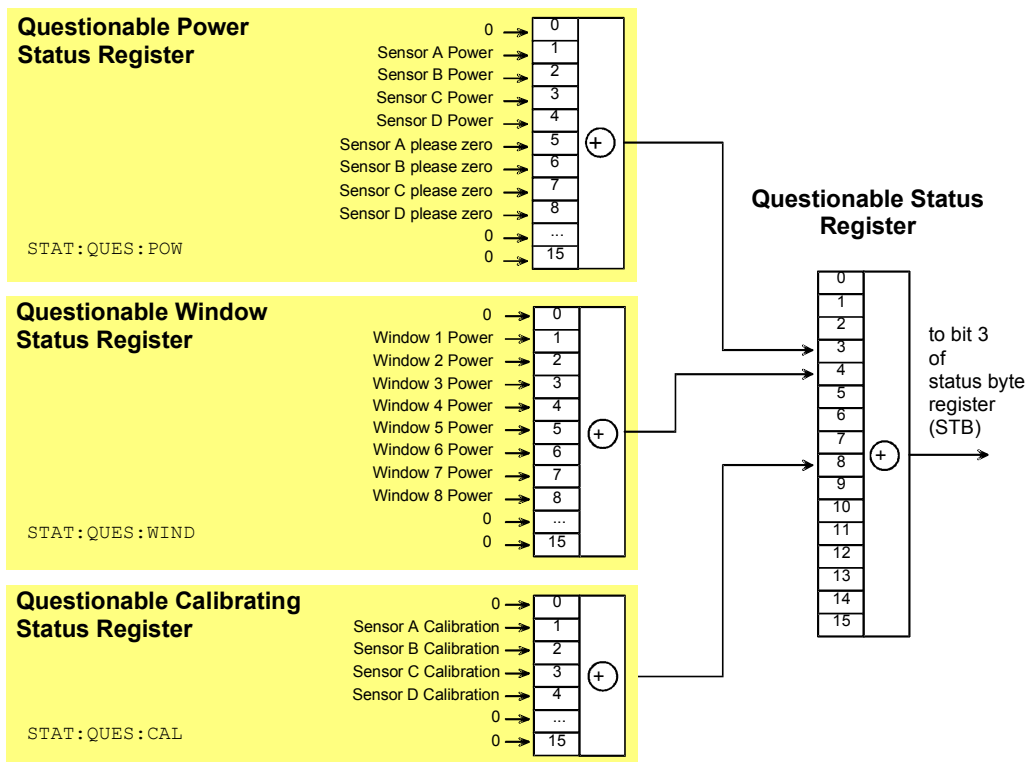 Questionable Power
Status Register
0 0
Sensor A Power 1
Sensor B Power 2
Sensor C Power 3
Sensor D Power 4
Sensor A please zero 5
Sensor B please zero 6
Sensor C please zero 7
Sensor D please zero 8
0 ...
0 15
+
STAT:QUES:POW
Questionable Window
Status Register
0 0
Window 1 Power 1
Window 2 Power 2
Window 3 Power 3
Window 4 Power 4
Window 5 Power 5
Window 6 Power 6
Window 7 Power 7
Window 8 Power 8
0 ...
0 15
+
STAT:QUES:WIND
Questionable Calibrating
Status Register
0 0
Sensor A Calibration 1
Sensor B Calibration 2
Sensor C Calibration 3
Sensor D Calibration 4
0 ...
0 15
+
STAT:QUES:CAL
Questionable Status
Register
0
1
2
3
4
5
6
7
8
9
10
11
12
13
14
15
+
to bit 3
of
status byte
register
(STB)